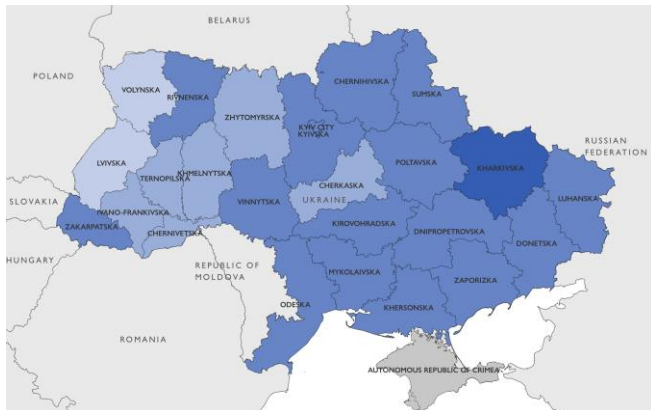 BELARUS
POLAND
VOLYNSKA
RIVNENSKA
CHERNIHIVSKA
SUMSKA
ZHYTOMYRSKA
KYIV CITY
KYIVSKA
RUSSIAN
FEDERATION
LVIVSKA
TERNOPILSKA
KHMELNYTSKA
POLTAVSKA
KHARKIVSKA
CHERKASKA
UKRAINE
LUHANSKA
SLOVAKIA
IVANO-FRANKIVSKA
VINNYTSKA
ZAKARPATSKA
CHERNIVETSKA
KIROVOHRADSKA
DNIPROPETROVSKA
DONETSKA
HUNGARY
REPUBLIC OF
MOLDOVA
MYKOLAIVSKA
ZAPORIZKA
ODESKA
KHERSONSKA
ROMANIA
AUTONOMOUS REPUBLIC OF CRIMEA